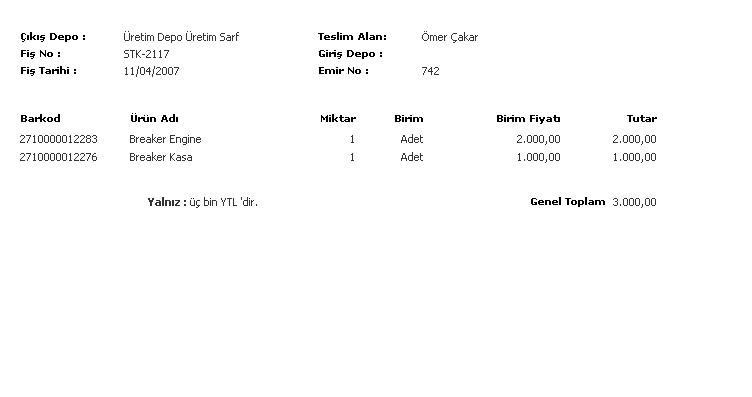 Çıkış Depo : Üretim Depo Üretim Sarf Teslim Alan: Ömer Çakar
Fiş No : STK-2117 Giriş Depo :
Fiş Tarihi : 11/04/2007 Emir No : 742
Barkod Ürün Adı Miktar Birim Birim Fiyatı Tutar
2710000012283 Breaker Engine 1 Adet 2.000,00 2.000,00
2710000012276 Breaker Kasa 1 Adet 1.000,00 1.000,00
Yalnız : üç bin YTL 'dir. Genel Toplam 3.000,00